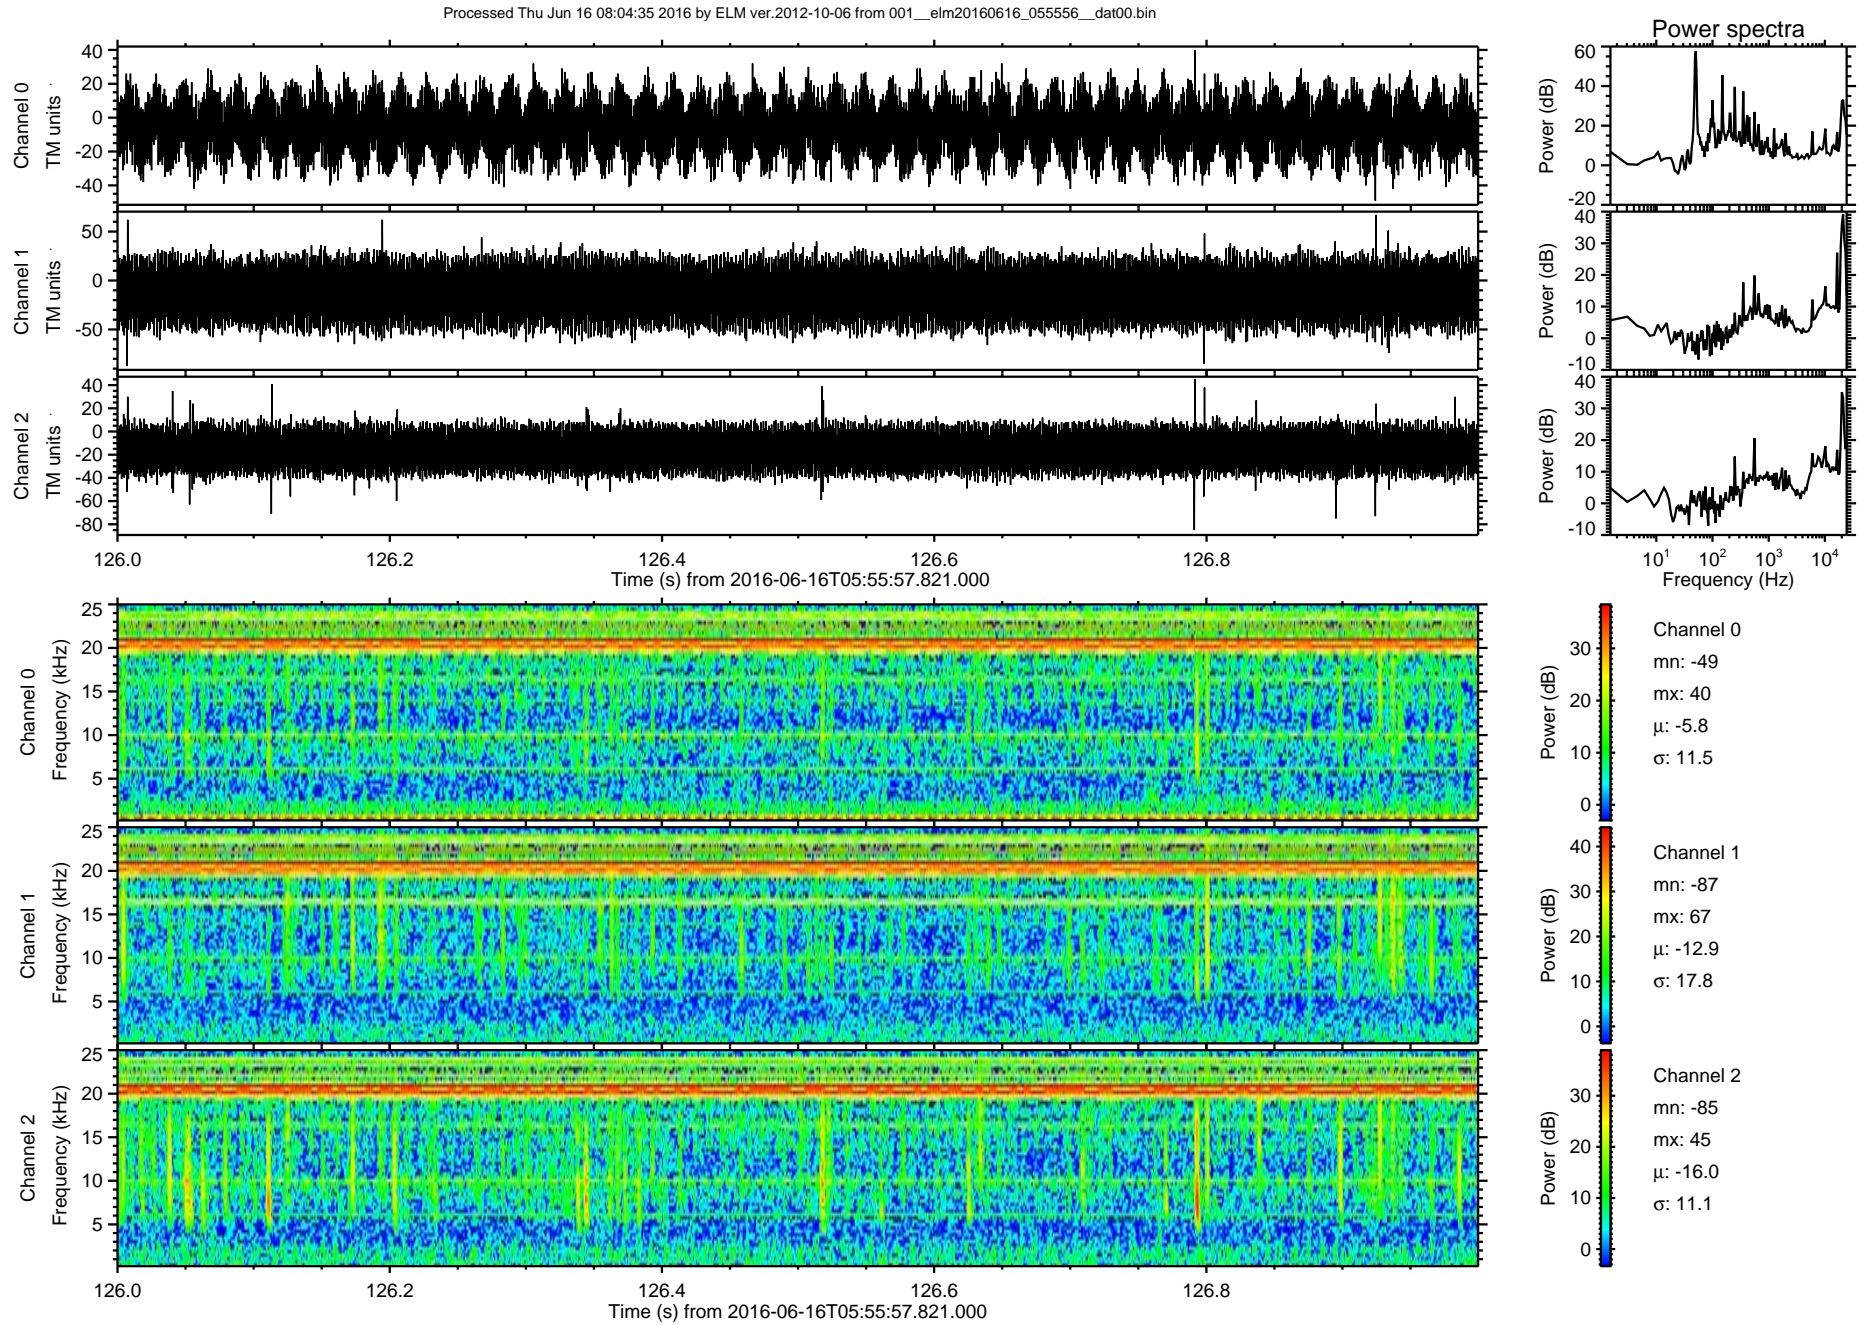 Processed Thu Jun 16 08:04:35 2016 by ELM ver.2012-10-06 from 001__elm20160616_055556__dat00.bin
Power spectra
Channel 0
TM units
40
20
0
-20
-40
Power (dB)
60
40
20
0
-20
Channel 1
TM units
50
0
-50
Power (dB)
40
30
20
10
0
-10
Channel 2
TM units
40
20
0
-20
-40
-60
-80
Power (dB)
40
30
20
10
0
-10
126.0 126.2 126.4 126.6 126.8
Time (s) from 2016-06-16T05:55:57.821.000
10^1 10^2 10^3 10^4
Frequency (Hz)
Channel 0
Frequency (kHz)
25
20
15
10
5
Power (dB)
30
20
10
0
Channel 0
mn: -49
mx: 40
μ: -5.8
σ: 11.5
Channel 1
Frequency (kHz)
25
20
15
10
5
Power (dB)
40
30
20
10
0
Channel 1
mn: -87
mx: 67
μ: -12.9
σ: 17.8
Channel 2
Frequency (kHz)
25
20
15
10
5
Power (dB)
30
20
10
0
Channel 2
mn: -85
mx: 45
μ: -16.0
σ: 11.1
126.0 126.2 126.4 126.6 126.8
Time (s) from 2016-06-16T05:55:57.821.000